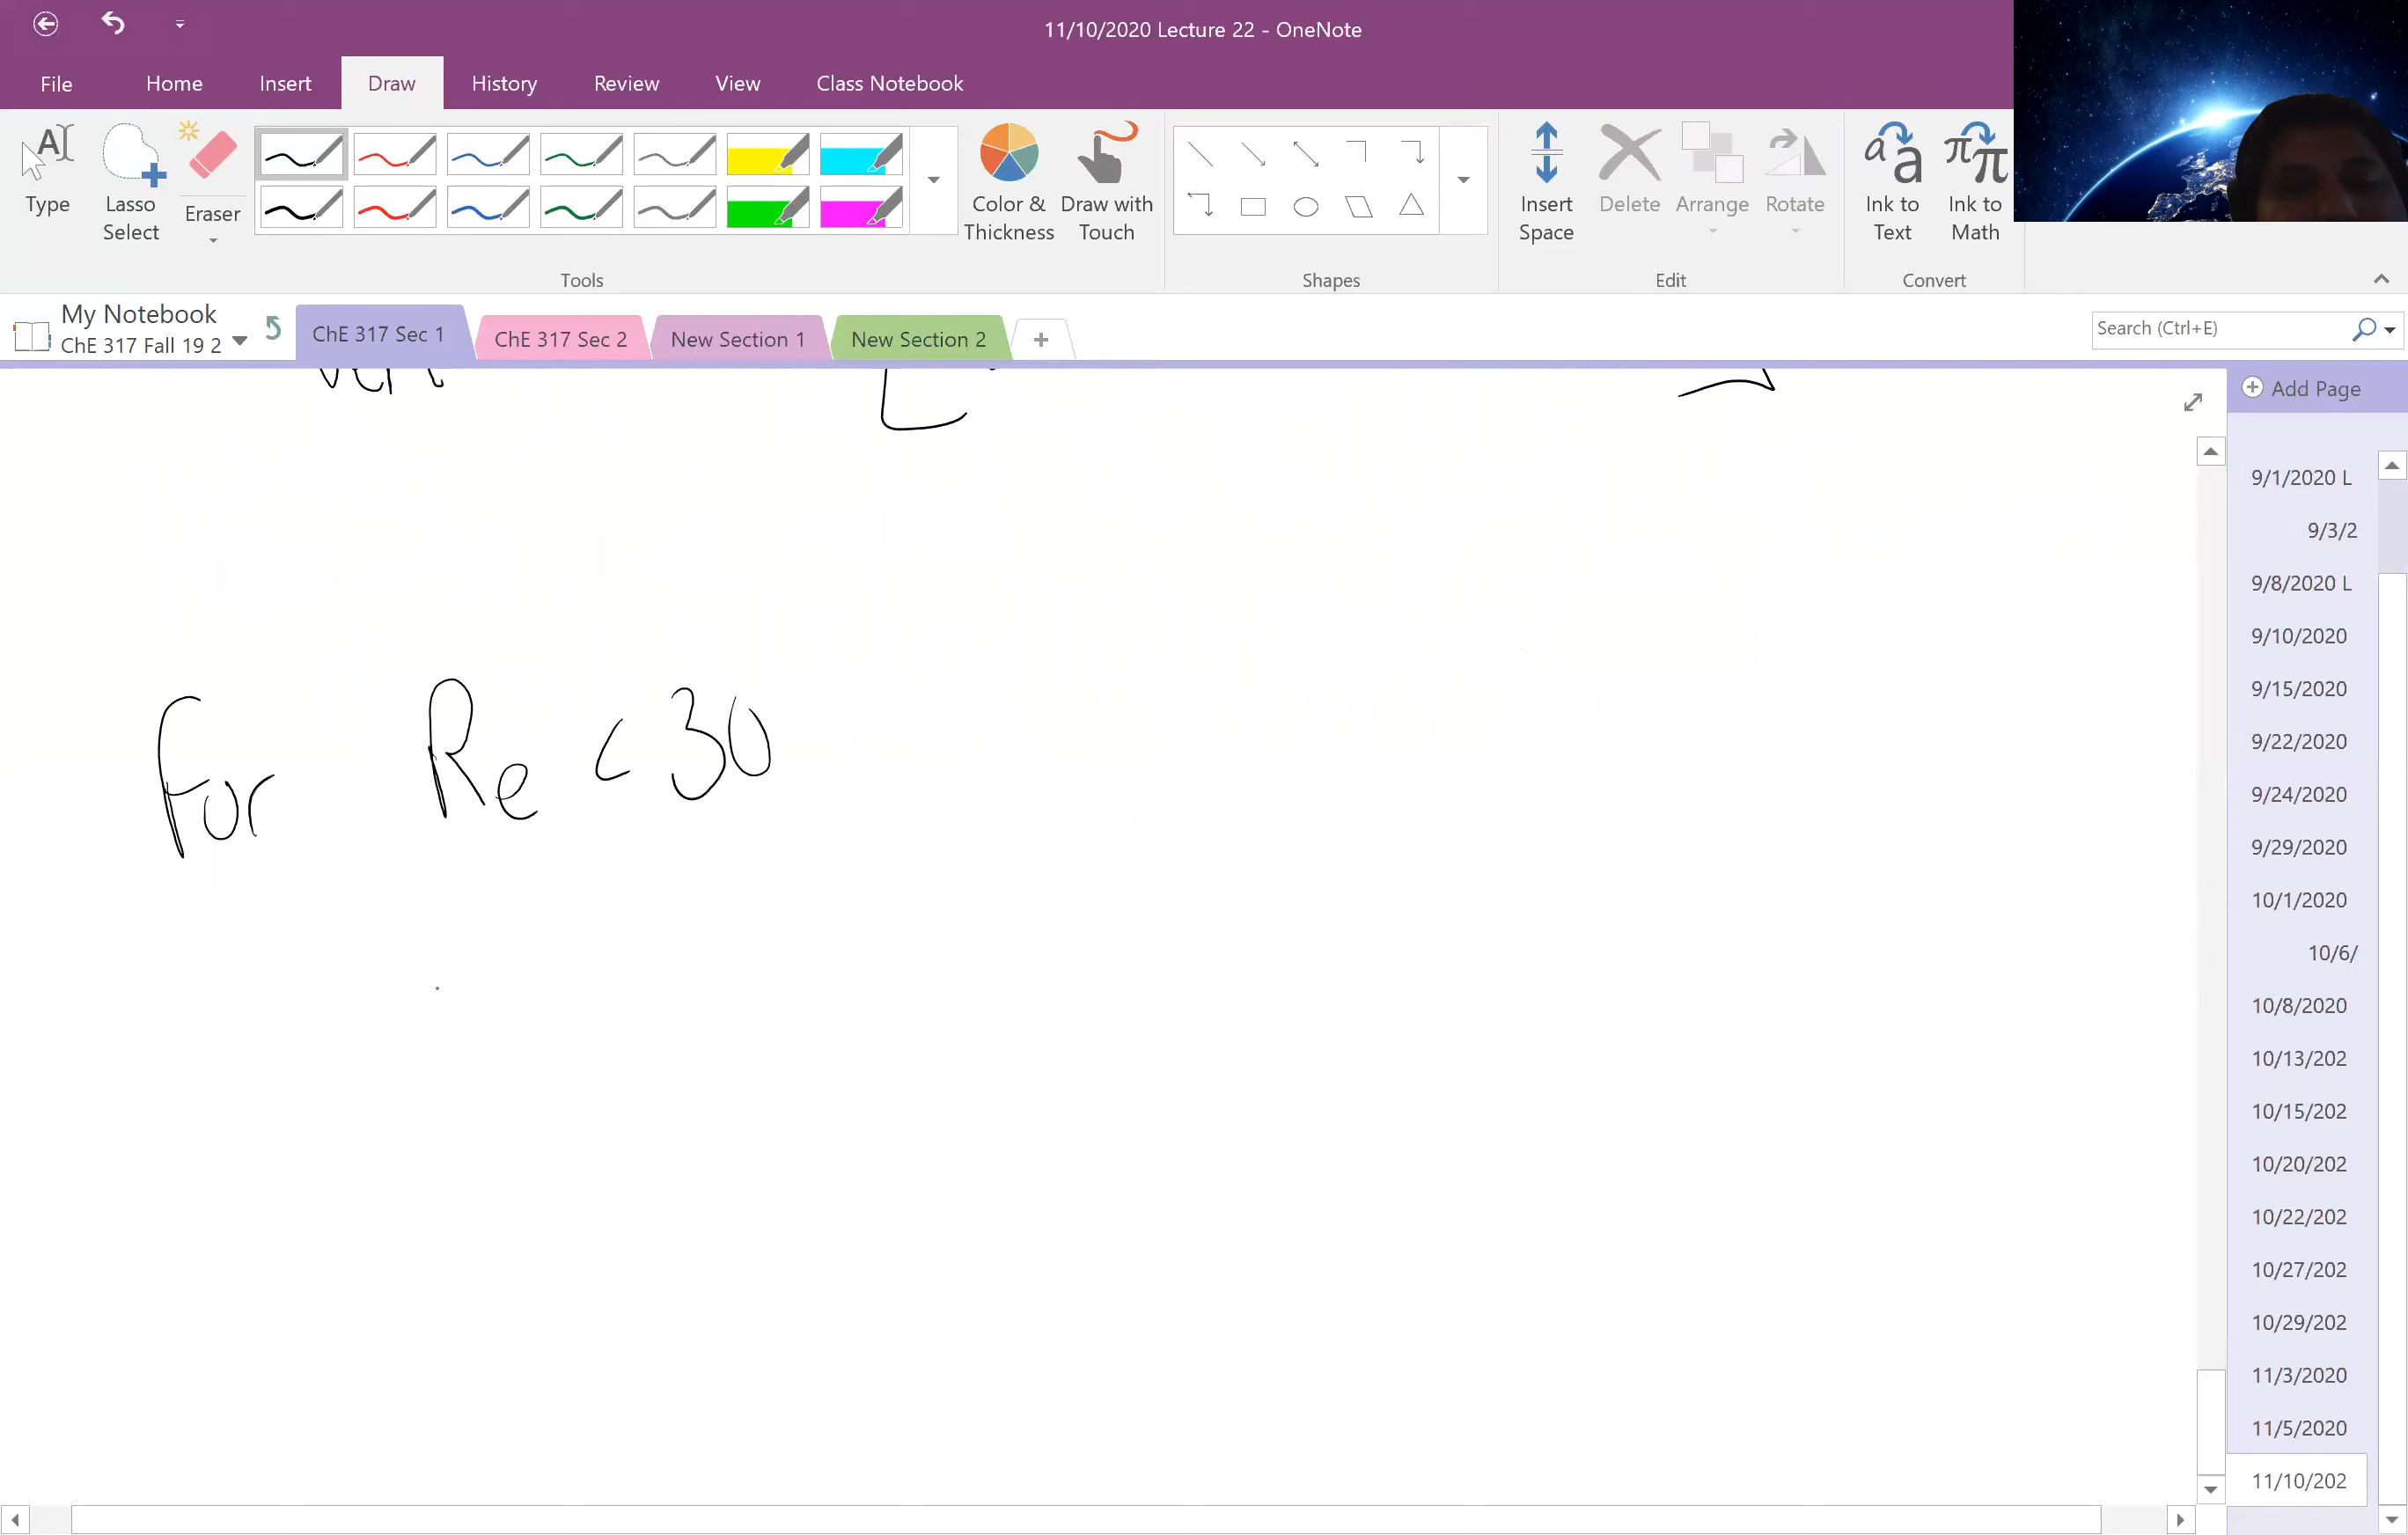 11/10/2020 Lecture 22 - OneNote
File Home Insert Draw History Review View Class Notebook
Type
Lasso Select
Eraser
Color & Thickness
Draw with Touch
Insert Space
Delete
Arrange
Rotate
Ink to Text
Ink to Math
Tools Shapes Edit Convert
My Notebook
ChE 317 Fall 19 2
ChE 317 Sec 1 ChE 317 Sec 2 New Section 1 New Section 2 +
Search (Ctrl+E)
Add Page
For Re < 30
9/1/2020 L
9/3/2
9/8/2020 L
9/10/2020
9/15/2020
9/22/2020
9/24/2020
9/29/2020
10/1/2020
10/6/
10/8/2020
10/13/202
10/15/202
10/20/202
10/22/202
10/27/202
10/29/202
11/3/2020
11/5/2020
11/10/202